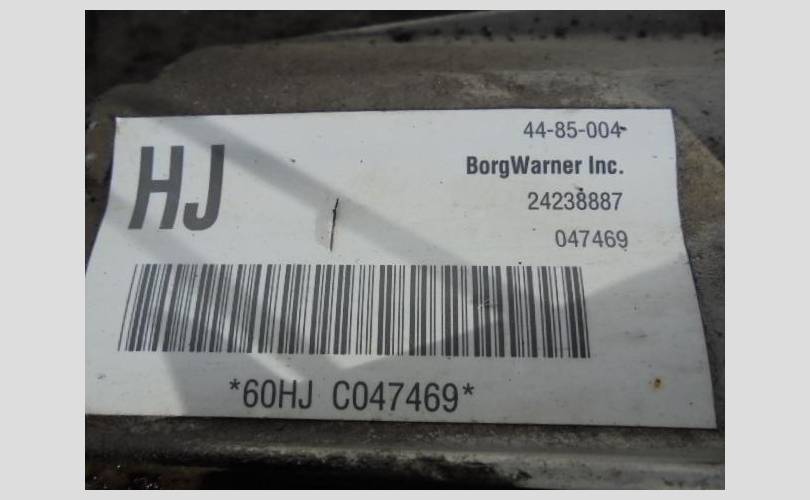 HJ
44-85-004
BorgWarner Inc.
24238887
047469
*60HJ C047469*